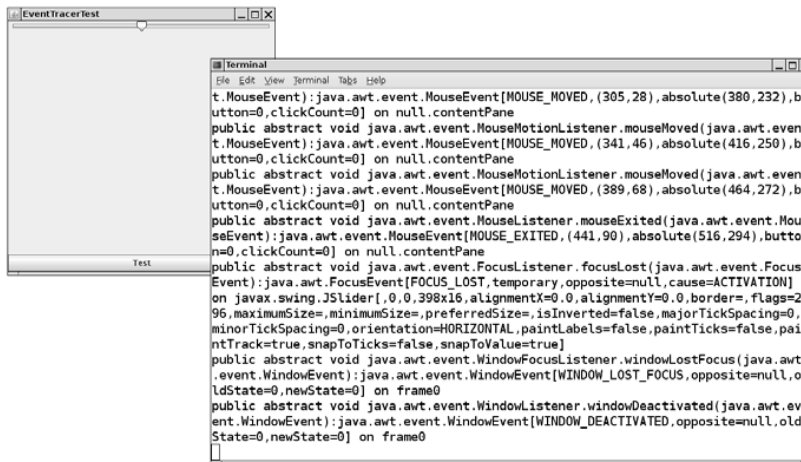 EventTracerTest
Test
Terminal
File Edit View Terminal Tabs Help
t.MouseEvent):java.awt.event.MouseEvent[MOUSE_MOVED,(305,28),absolute(380,232),b
utton=0,clickCount=0] on null.contentPane
public abstract void java.awt.event.MouseMotionListener.mouseMoved(java.awt.even
t.MouseEvent):java.awt.event.MouseEvent[MOUSE_MOVED,(341,46),absolute(416,250),b
utton=0,clickCount=0] on null.contentPane
public abstract void java.awt.event.MouseMotionListener.mouseMoved(java.awt.even
t.MouseEvent):java.awt.event.MouseEvent[MOUSE_MOVED,(389,68),absolute(464,272),b
utton=0,clickCount=0] on null.contentPane
public abstract void java.awt.event.MouseListener.mouseExited(java.awt.event.Mou
seEvent):java.awt.event.MouseEvent[MOUSE_EXITED,(441,90),absolute(516,294),butto
n=0,clickCount=0] on null.contentPane
public abstract void java.awt.event.FocusListener.focusLost(java.awt.event.Focus
Event):java.awt.FocusEvent[FOCUS_LOST,temporary,opposite=null,cause=ACTIVATION]
on javax.swing.JSlider[,0,0,398x16,alignmentX=0.0,alignmentY=0.0,border=,flags=2
96,maximumSize=,minimumSize=,preferredSize=,isInverted=false,majorTickSpacing=0,
minorTickSpacing=0,orientation=HORIZONTAL,paintLabels=false,paintTicks=false,pai
ntTrack=true,snapToTicks=false,snapToValue=true]
public abstract void java.awt.event.WindowFocusListener.windowLostFocus(java.awt
.event.WindowEvent):java.awt.event.WindowEvent[WINDOW_LOST_FOCUS,opposite=null,o
ldState=0,newState=0] on frame0
public abstract void java.awt.event.WindowListener.windowDeactivated(java.awt.ev
ent.WindowEvent):java.awt.event.WindowEvent[WINDOW_DEACTIVATED,opposite=null,old
State=0,newState=0] on frame0